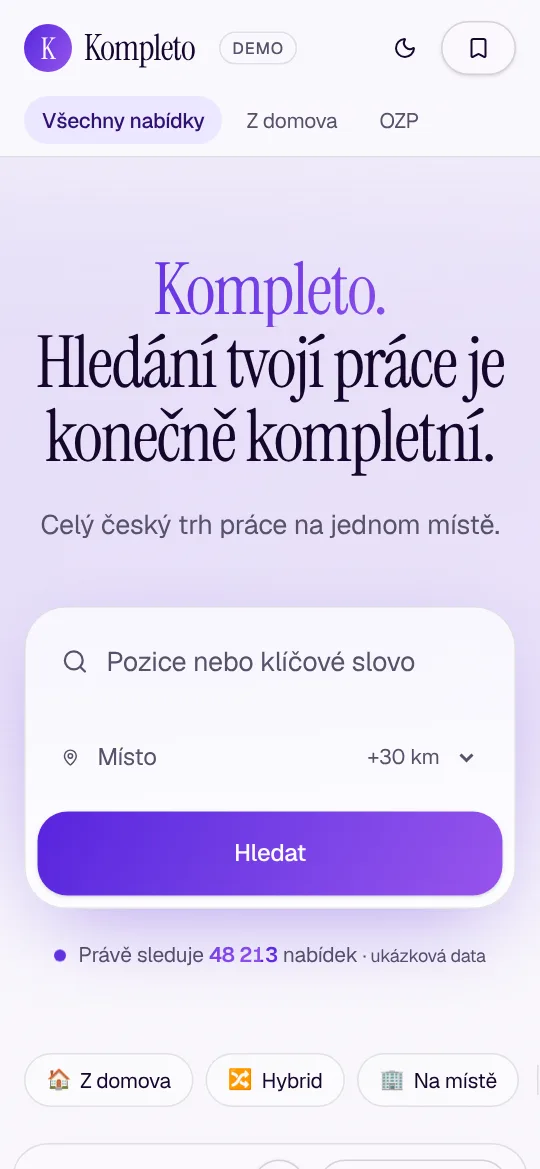 K Kompleto DEMO
Všechny nabídky Z domova OZP
Kompleto.
Hledání tvojí práce je
konečně kompletní.
Celý český trh práce na jednom místě.
Pozice nebo klíčové slovo
Místo +30 km
Hledat
Právě sleduje 48 213 nabídek · ukázková data
Z domova Hybrid Na místě